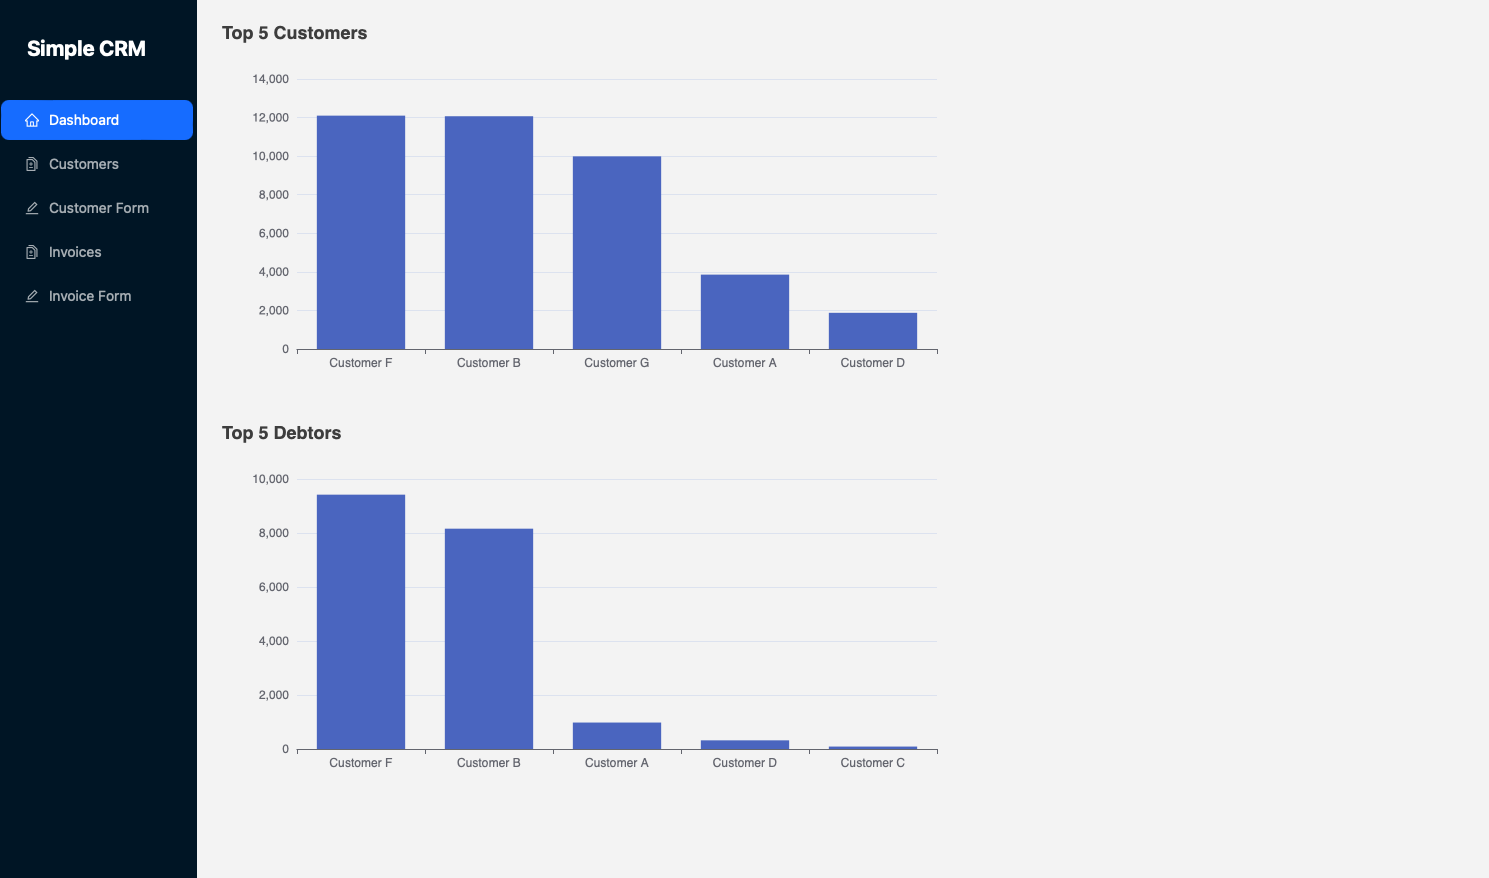 Simple CRM
Dashboard
Customers
Customer Form
Invoices
Invoice Form
Top 5 Customers
14,000
12,000
10,000
8,000
6,000
4,000
2,000
0
Customer F Customer B Customer G Customer A Customer D
Top 5 Debtors
10,000
8,000
6,000
4,000
2,000
0
Customer F Customer B Customer A Customer D Customer C